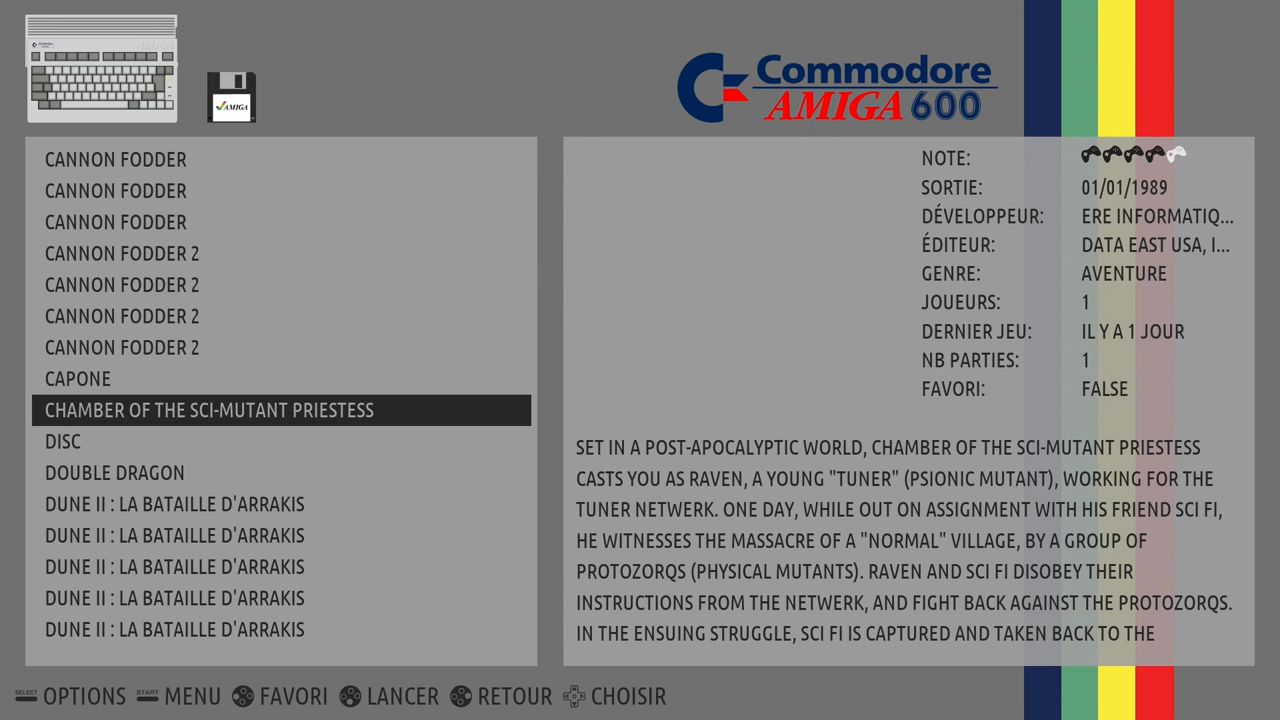 Commodore
AMIGA 600
AMIGA
CANNON FODDER
CANNON FODDER
CANNON FODDER
CANNON FODDER 2
CANNON FODDER 2
CANNON FODDER 2
CANNON FODDER 2
CAPONE
CHAMBER OF THE SCI-MUTANT PRIESTESS
DISC
DOUBLE DRAGON
DUNE II : LA BATAILLE D'ARRAKIS
DUNE II : LA BATAILLE D'ARRAKIS
DUNE II : LA BATAILLE D'ARRAKIS
DUNE II : LA BATAILLE D'ARRAKIS
DUNE II : LA BATAILLE D'ARRAKIS
NOTE:
SORTIE: 01/01/1989
DÉVELOPPEUR: ERE INFORMATIQ...
ÉDITEUR: DATA EAST USA, I...
GENRE: AVENTURE
JOUEURS: 1
DERNIER JEU: IL Y A 1 JOUR
NB PARTIES: 1
FAVORI: FALSE
SET IN A POST-APOCALYPTIC WORLD, CHAMBER OF THE SCI-MUTANT PRIESTESS
CASTS YOU AS RAVEN, A YOUNG "TUNER" (PSIONIC MUTANT), WORKING FOR THE
TUNER NETWERK. ONE DAY, WHILE OUT ON ASSIGNMENT WITH HIS FRIEND SCI FI,
HE WITNESSES THE MASSACRE OF A "NORMAL" VILLAGE, BY A GROUP OF
PROTOZORQS (PHYSICAL MUTANTS). RAVEN AND SCI FI DISOBEY THEIR
INSTRUCTIONS FROM THE NETWERK, AND FIGHT BACK AGAINST THE PROTOZORQS.
IN THE ENSUING STRUGGLE, SCI FI IS CAPTURED AND TAKEN BACK TO THE
SELECT OPTIONS START MENU FAVORI LANCER RETOUR CHOISIR